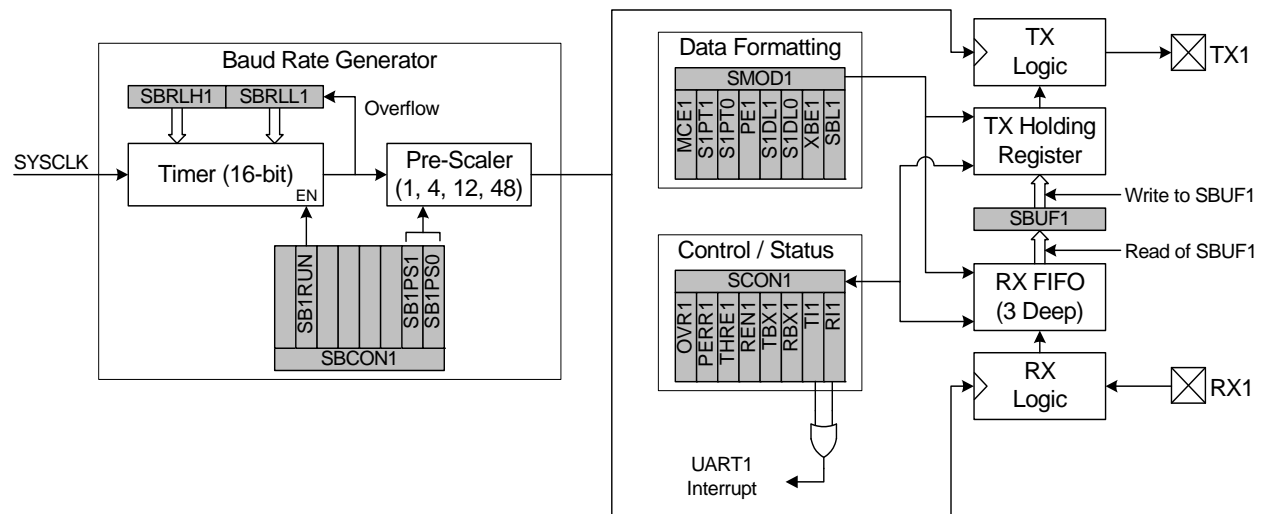 Baud Rate Generator
SBRLH1 SBRLL1
Overflow
SYSCLK
Timer (16-bit)
EN
Pre-Scaler
(1, 4, 12, 48)
SB1RUN
SB1PS1
SB1PS0
SBCON1
Data Formatting
SMOD1
MCE1
S1PT1
S1PT0
PE1
S1DL1
S1DL0
XBE1
SBL1
Control / Status
SCON1
OVR1
PERR1
THRE1
REN1
TBX1
RBX1
TI1
RI1
UART1
Interrupt
TX
Logic
TX1
TX Holding
Register
Write to SBUF1
SBUF1
Read of SBUF1
RX FIFO
(3 Deep)
RX
Logic
RX1